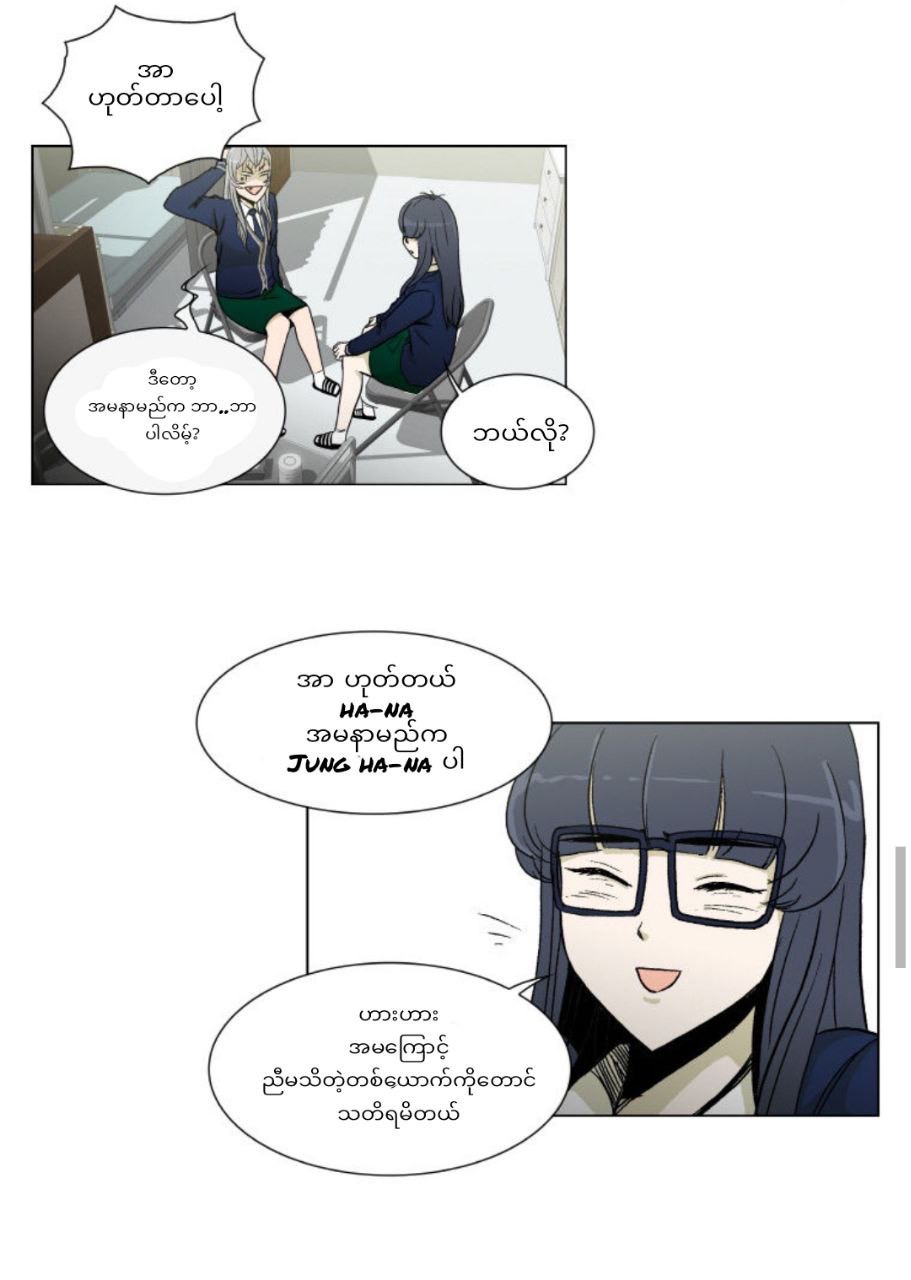 အာ
ဟုတ်တာပေါ့
ဒီတော့
အမနာမည်က ဘာ..ဘာ
ပါလိမ့်?
ဘယ်လို?
အာ ဟုတ်တယ်
HA-NA
အမနာမည်က
JUNG HA-NA ပါ
ဟားဟား
အမကြောင့်
ညီမသိတဲ့တစ်ယောက်ကိုတောင်
သတိရမိတယ်